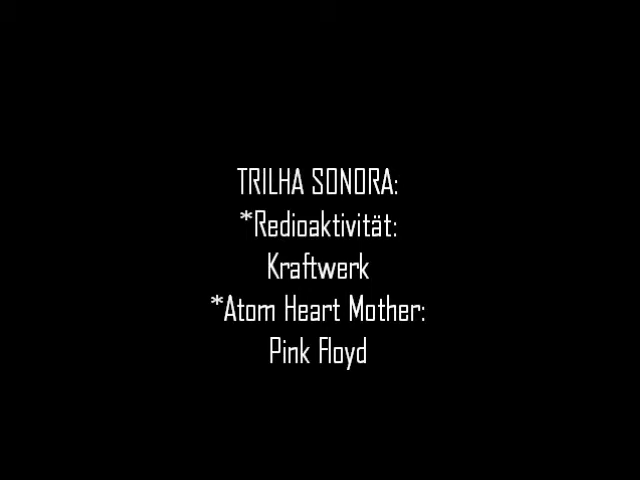 TRILHA SONORA:
*Redioaktivität:
Kraftwerk
*Atom Heart Mother:
Pink Floyd